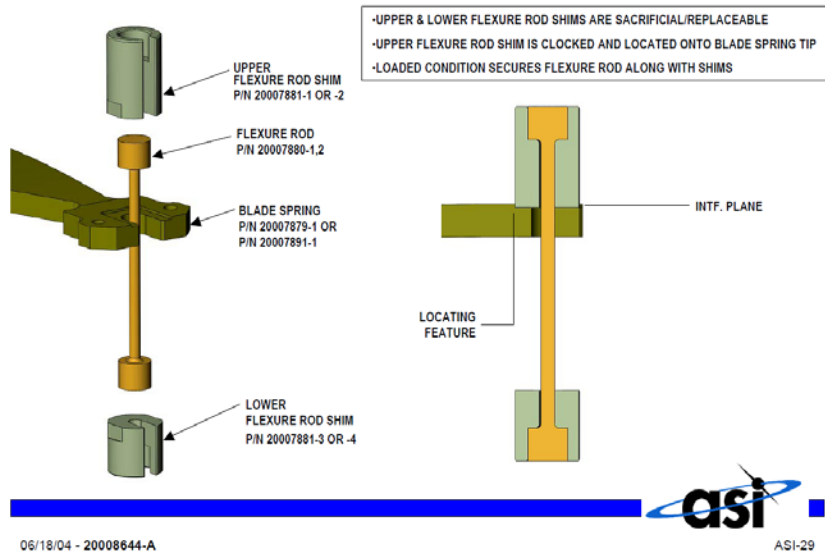 •UPPER & LOWER FLEXURE ROD SHIMS ARE SACRIFICIAL/REPLACEABLE
•UPPER FLEXURE ROD SHIM IS CLOCKED AND LOCATED ONTO BLADE SPRING TIP
•LOADED CONDITION SECURES FLEXURE ROD ALONG WITH SHIMS
UPPER
FLEXURE ROD SHIM
P/N 20007881-1 OR -2
FLEXURE ROD
P/N 20007880-1,2
BLADE SPRING
P/N 20007879-1 OR
P/N 20007891-1
INTF. PLANE
LOCATING
FEATURE
LOWER
FLEXURE ROD SHIM
P/N 20007881-3 OR -4
asi
06/18/04 - 20008644-A
ASI-29